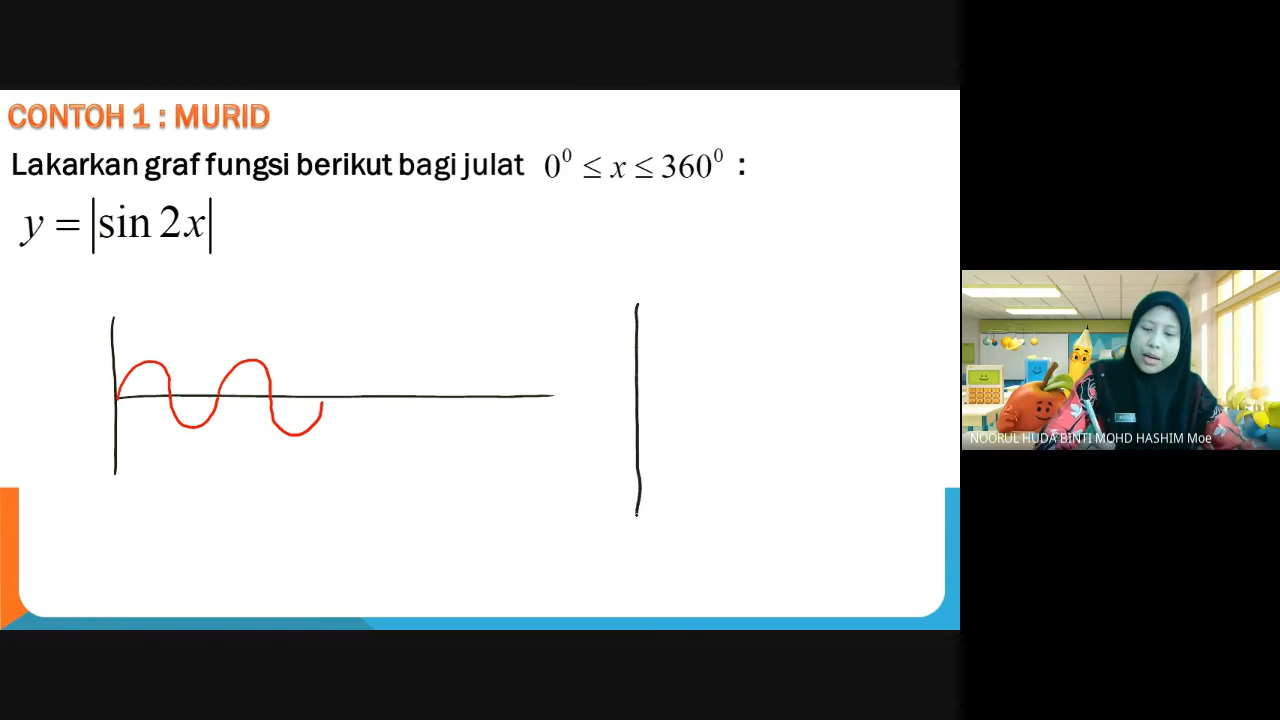 CONTOH 1 : MURID
Lakarkan graf fungsi berikut bagi julat 0⁰ ≤ x ≤ 360⁰ :
y = |sin 2x|
NOORUL HUDA BINTI MOHD HASHIM Moe